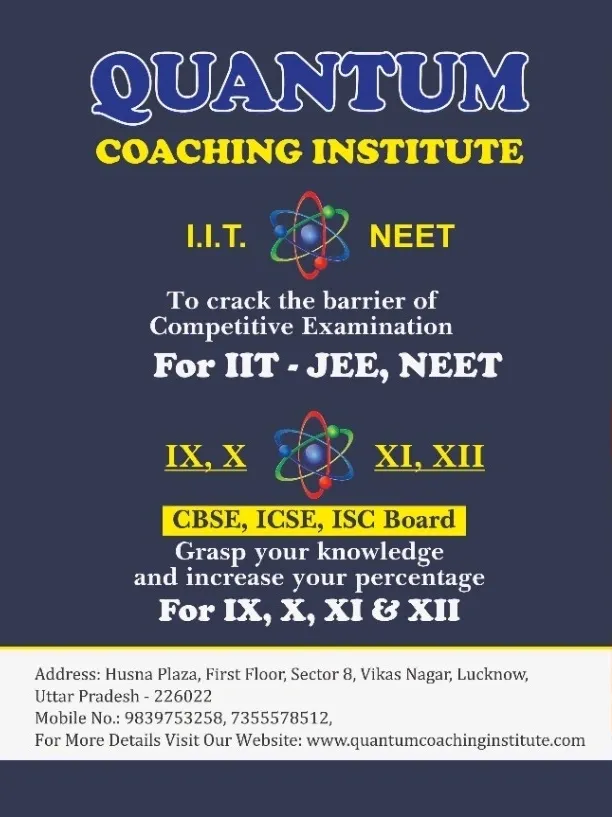 QUANTUM
COACHING INSTITUTE
I.I.T. NEET
To crack the barrier of
Competitive Examination
For IIT - JEE, NEET
IX, X XI, XII
CBSE, ICSE, ISC Board
Grasp your knowledge
and increase your percentage
For IX, X, XI & XII
Address: Husna Plaza, First Floor, Sector 8, Vikas Nagar, Lucknow,
Uttar Pradesh - 226022
Mobile No.: 9839753258, 7355578512,
For More Details Visit Our Website: www.quantumcoachinginstitute.com